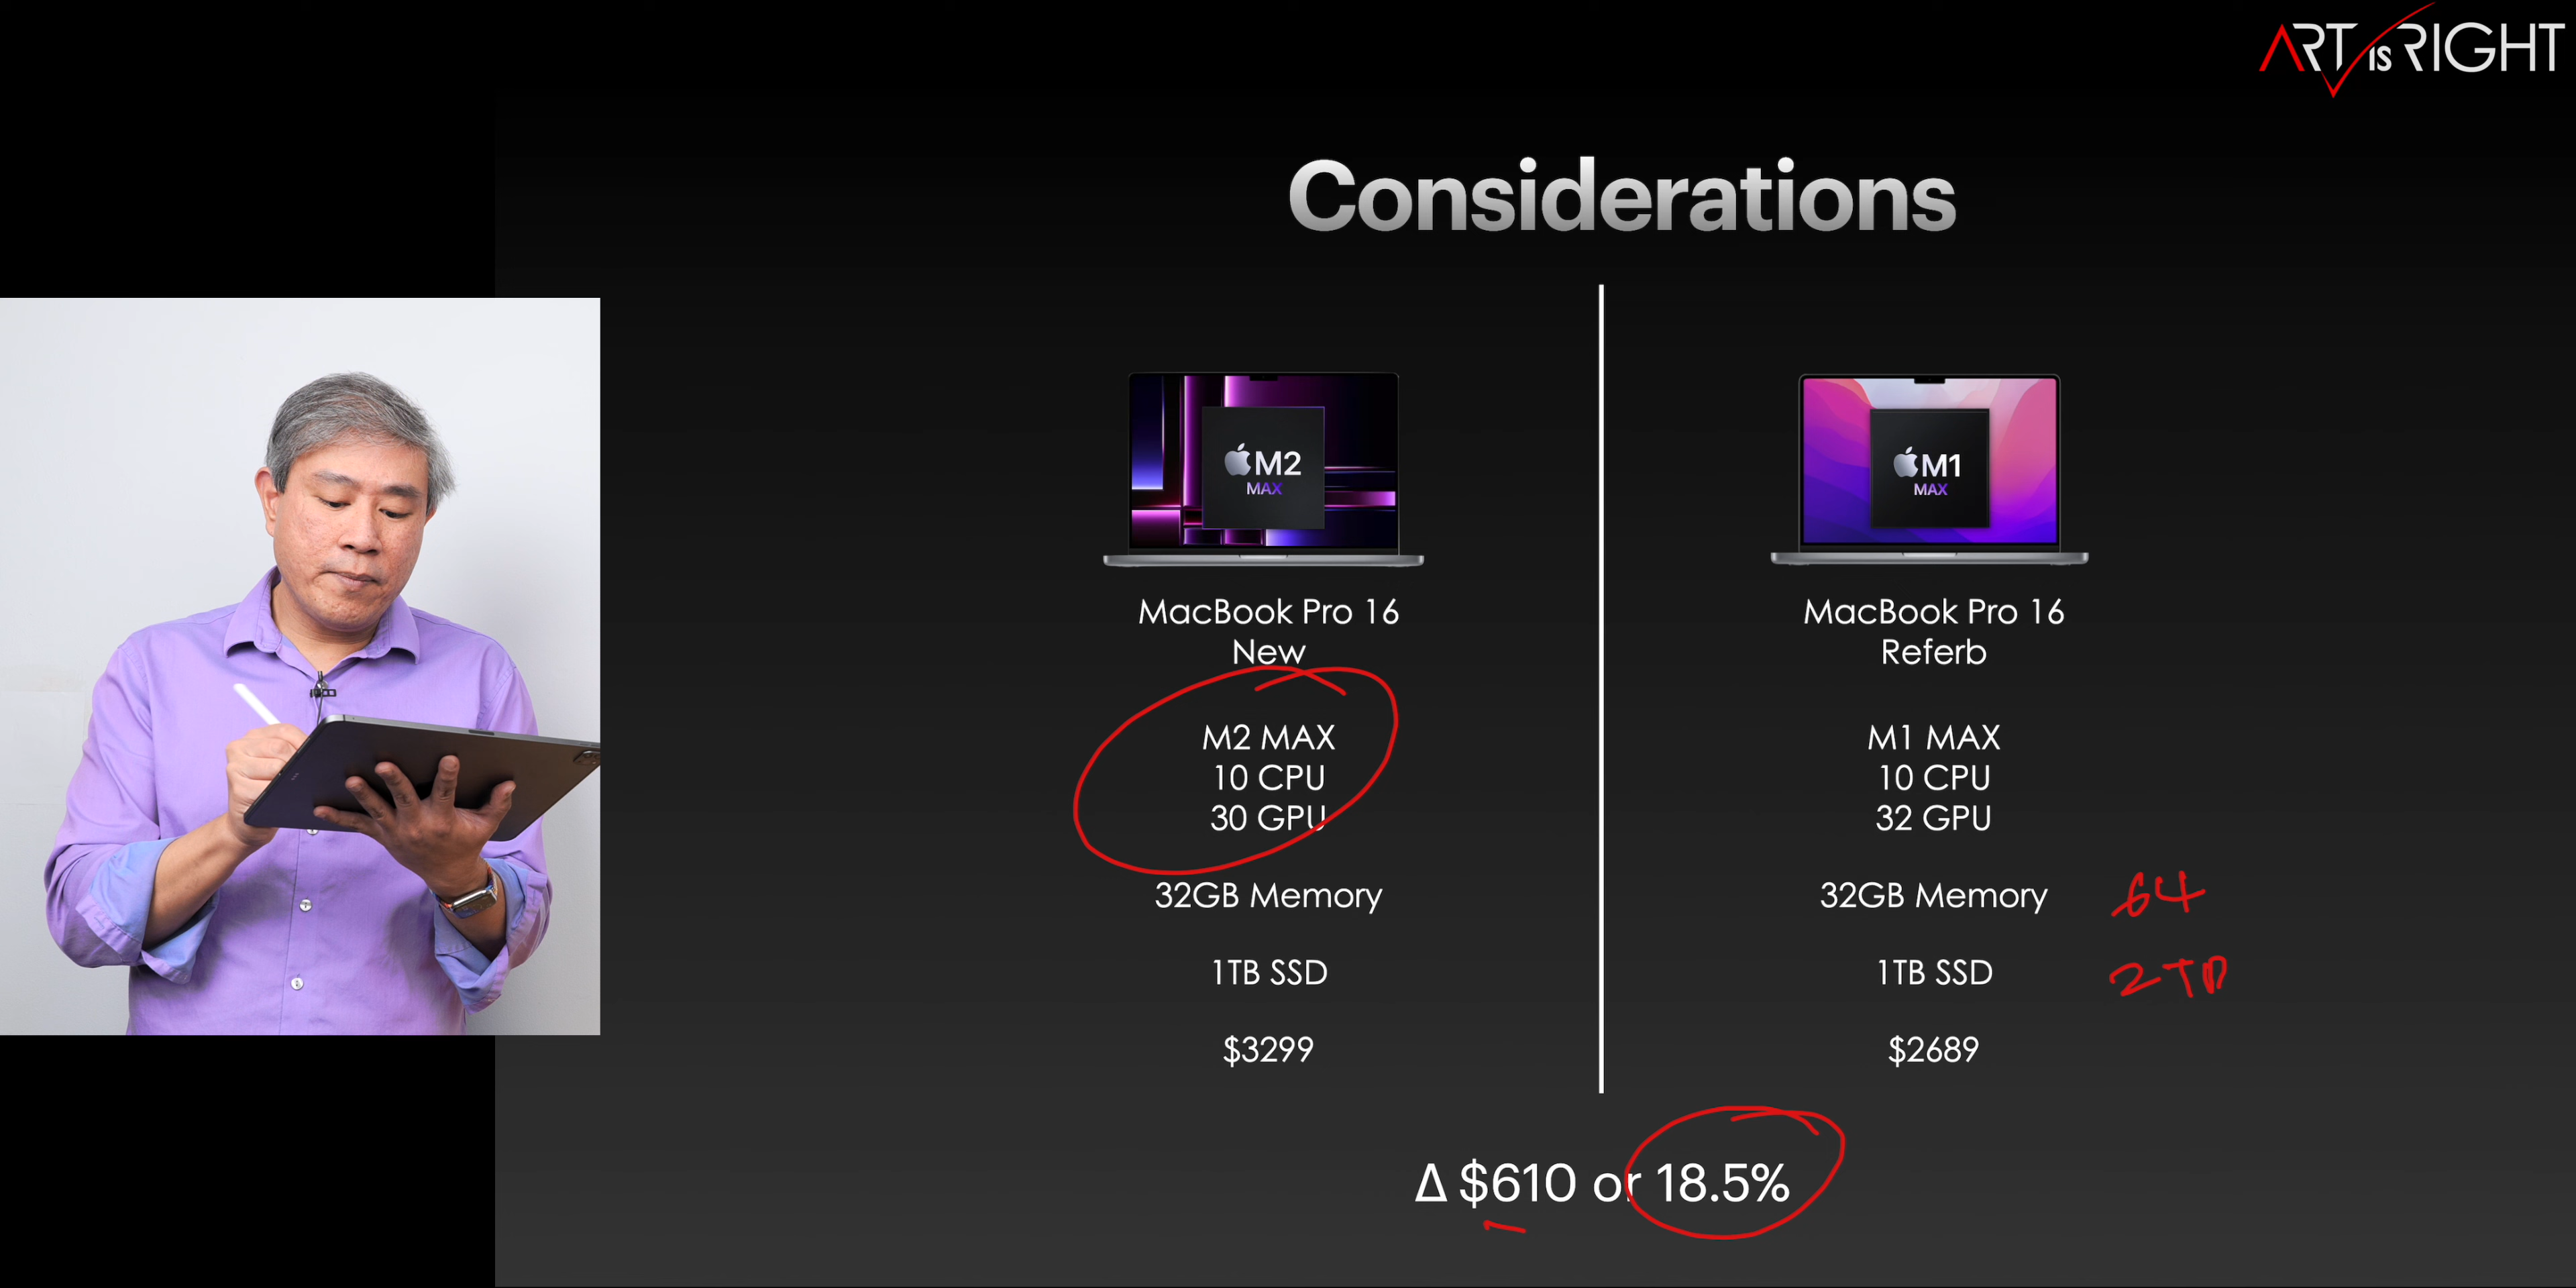 ART IS RIGHT
Considerations
M2
MAX
MacBook Pro 16
New
M2 MAX
10 CPU
30 GPU
32GB Memory
1TB SSD
$3299
M1
MAX
MacBook Pro 16
Referb
M1 MAX
10 CPU
32 GPU
32GB Memory 64
1TB SSD 2TB
$2689
Δ $610 or 18.5%